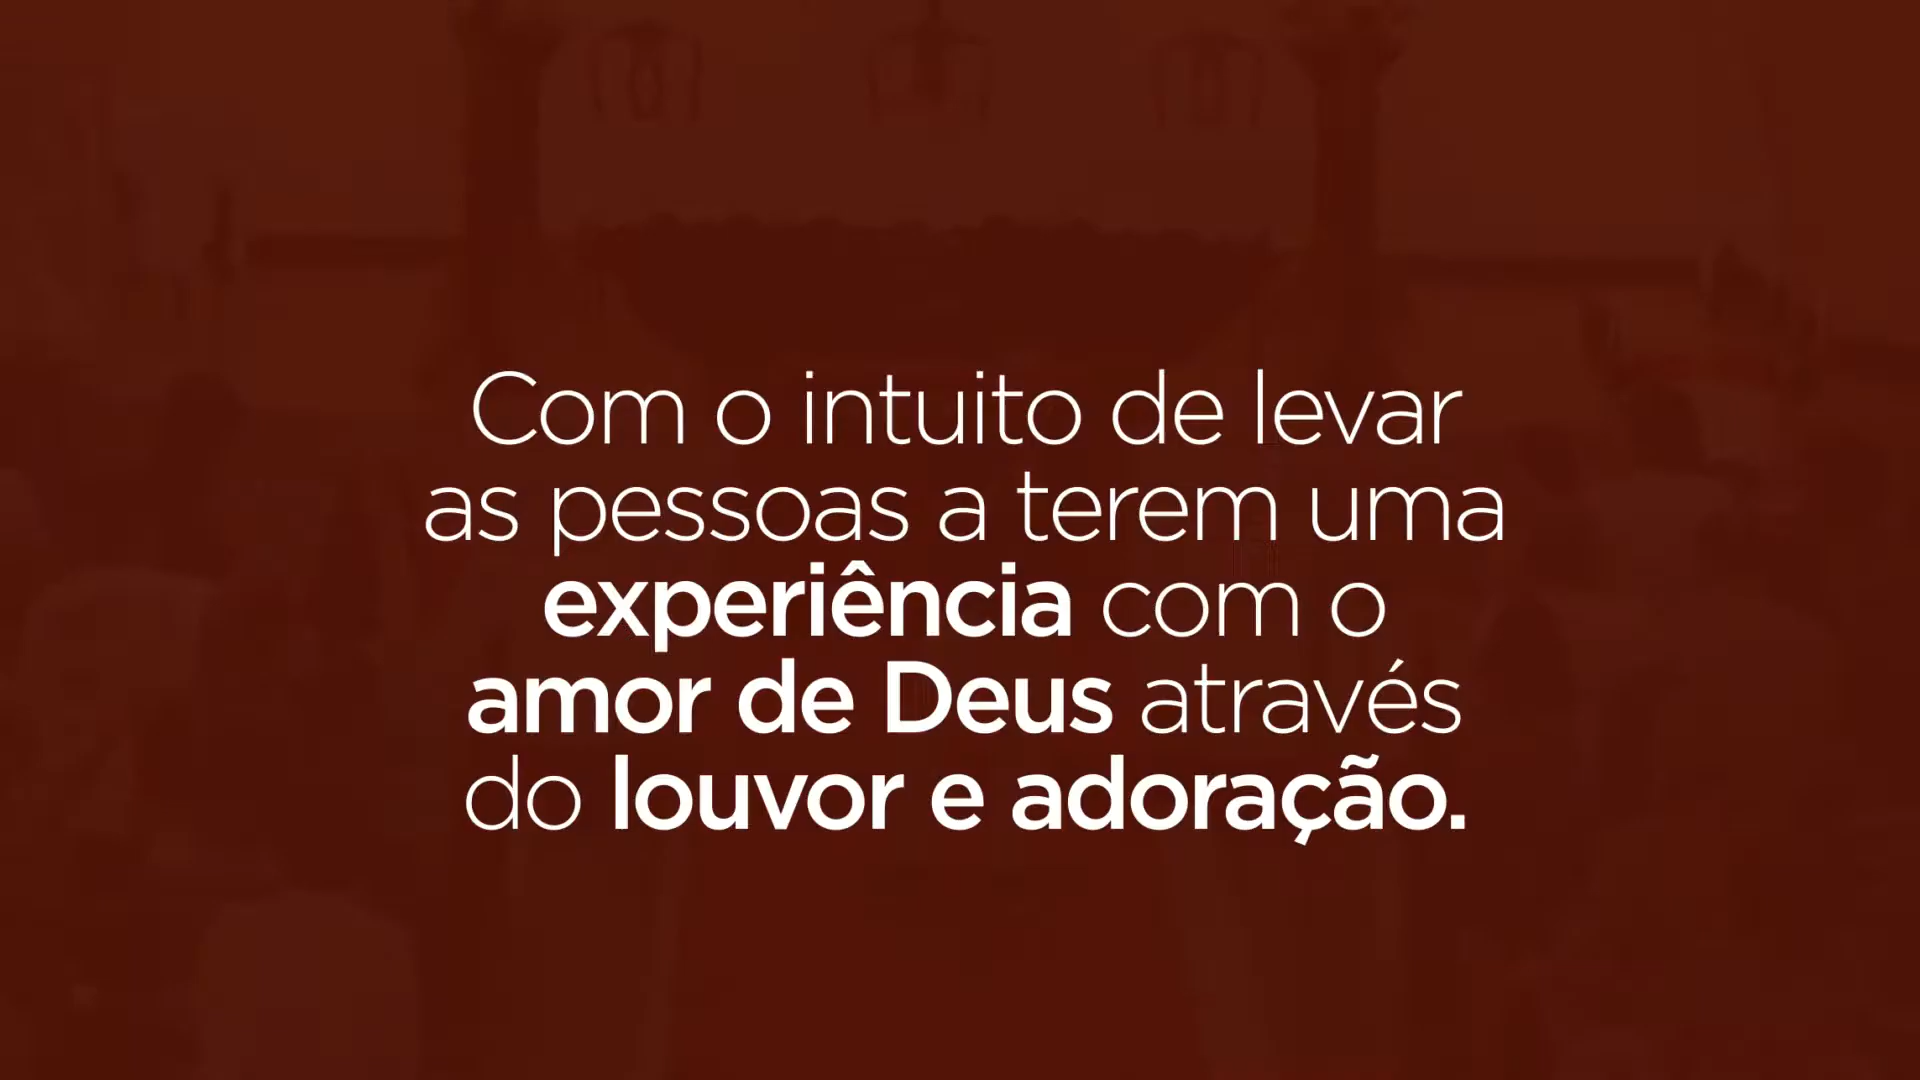 Com o intuito de levar
as pessoas a terem uma
experiência com o
amor de Deus através
do louvor e adoração.